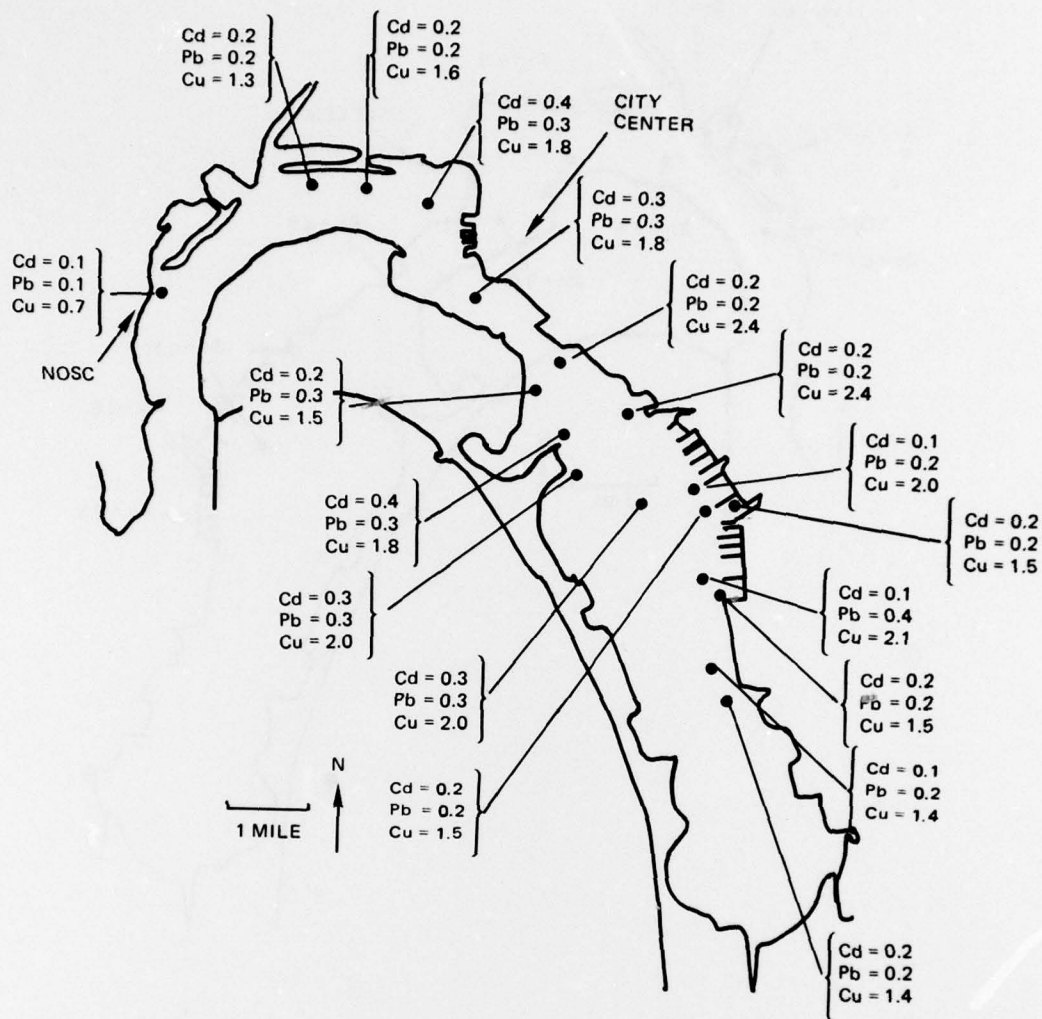 Cd = 0.2
Pb = 0.2
Cu = 1.3
Cd = 0.2
Pb = 0.2
Cu = 1.6
Cd = 0.4
Pb = 0.3
Cu = 1.8
CITY
CENTER
Cd = 0.3
Pb = 0.3
Cu = 1.8
Cd = 0.1
Pb = 0.1
Cu = 0.7
NOSC
Cd = 0.2
Pb = 0.2
Cu = 2.4
Cd = 0.2
Pb = 0.2
Cu = 2.4
Cd = 0.2
Pb = 0.3
Cu = 1.5
Cd = 0.1
Pb = 0.2
Cu = 2.0
Cd = 0.4
Pb = 0.3
Cu = 1.8
Cd = 0.2
Pb = 0.2
Cu = 1.5
Cd = 0.3
Pb = 0.3
Cu = 2.0
Cd = 0.1
Pb = 0.4
Cu = 2.1
Cd = 0.3
Pb = 0.3
Cu = 2.0
Cd = 0.2
Pb = 0.2
Cu = 1.5
Cd = 0.2
Pb = 0.2
Cu = 1.5
Cd = 0.1
Pb = 0.2
Cu = 1.4
N
1 MILE
Cd = 0.2
Pb = 0.2
Cu = 1.4